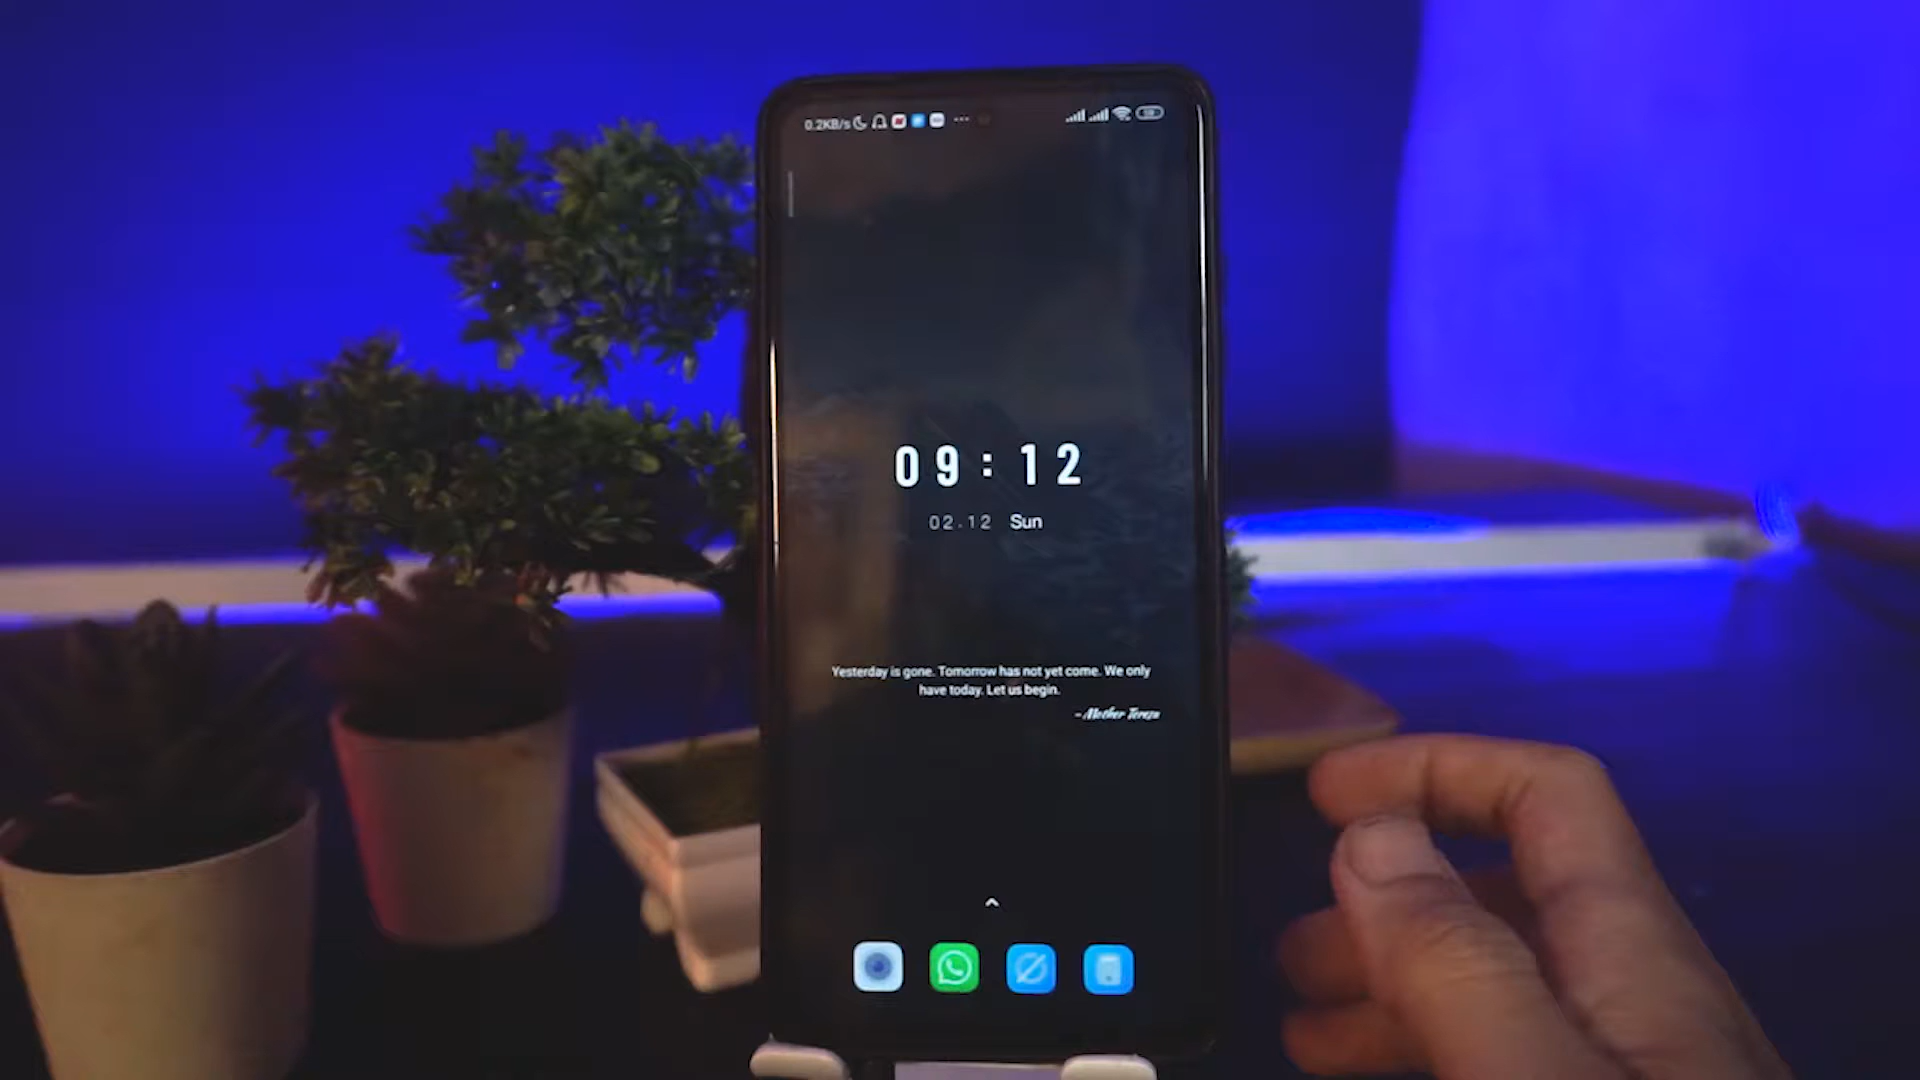 0.2KB/s
09:12
02.12 Sun
Yesterday is gone. Tomorrow has not yet come. We only
have today. Let us begin.
- Mother Teresa